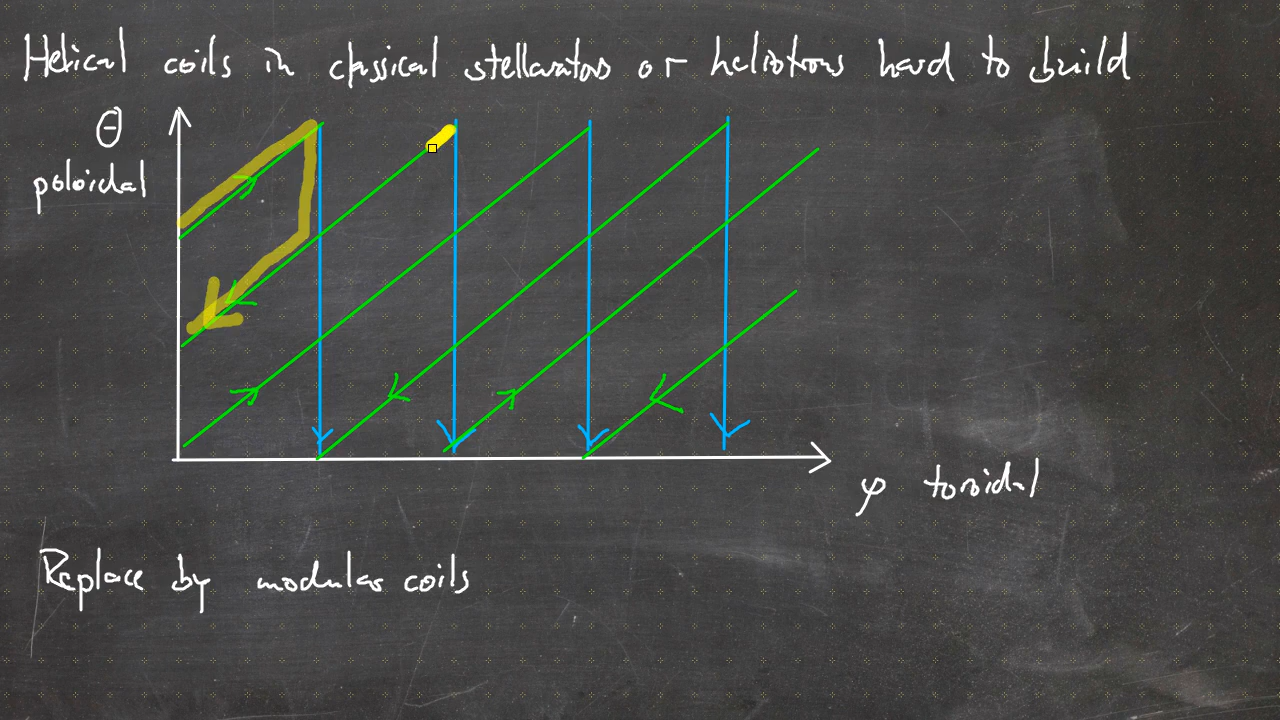 Helical coils in classical stellarators or heliotrons hard to build
θ
poloidal
φ toroidal
Replace by modular coils